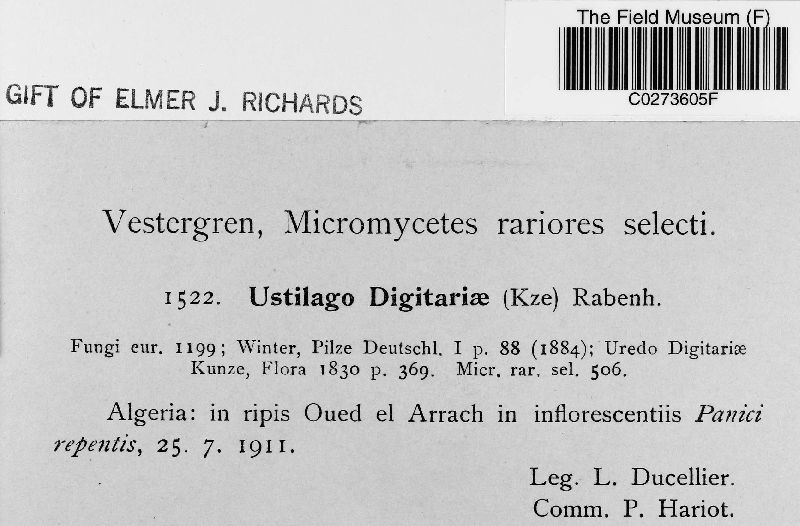 The Field Museum (F)
C0273605F
GIFT OF ELMER J. RICHARDS
Vestergren, Micromycetes rariores selecti.
1522. Ustilago Digitariæ (Kze) Rabenh.
Fungi eur. 1199; Winter, Pilze Deutschl. I p. 88 (1884); Uredo Digitariæ
Kunze, Flora 1830 p. 369. Micr. rar. sel. 506.
Algeria: in ripis Oued el Arrach in inflorescentiis Panici
repentis, 25. 7. 1911.
Leg. L. Ducellier.
Comm. P. Hariot.